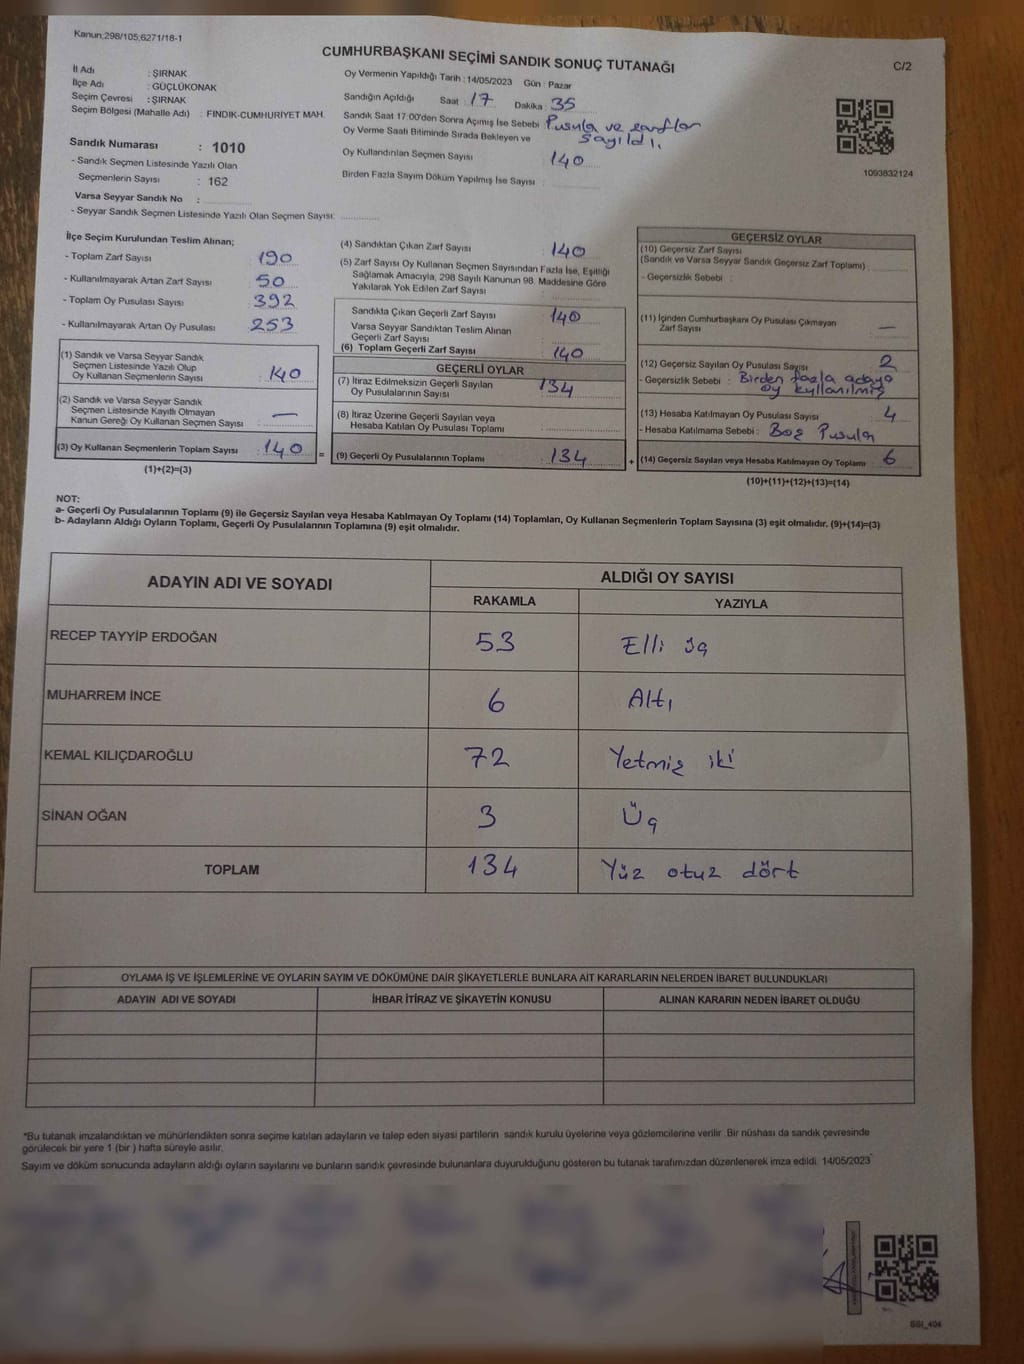 Kanun;298/105;6271/18-1
CUMHURBAŞKANI SEÇİMİ SANDIK SONUÇ TUTANAĞI
C/2
İl Adı : ŞIRNAK
İlçe Adı : GÜÇLÜKONAK
Seçim Çevresi : ŞIRNAK
Seçim Bölgesi (Mahalle Adı) : FINDIK-CUMHURİYET MAH.
Sandık Numarası : 1010
- Sandık Seçmen Listesinde Yazılı Olan
Seçmenlerin Sayısı : 162
Varsa Seyyar Sandık No :
- Seyyar Sandık Seçmen Listesinde Yazılı Olan Seçmen Sayısı:
Oy Vermenin Yapıldığı Tarih : 14/05/2023 Gün : Pazar
Sandığın Açıldığı Saat : 17 Dakika : 35
Sandık Saat 17:00'den Sonra Açımış İse Sebebi : Pusula ve zarflar
Oy Verme Saati Bitiminde Sırada Bekleyen ve sayıldı.
Oy Kullandırılan Seçmen Sayısı : 140
Birden Fazla Sayım Döküm Yapılmış İse Sayısı :
1093832124
İlçe Seçim Kurulundan Teslim Alınan;
- Toplam Zarf Sayısı : 190
- Kullanılmayarak Artan Zarf Sayısı : 50
- Toplam Oy Pusulası Sayısı : 392
- Kullanılmayarak Artan Oy Pusulası : 253
(1) Sandık ve Varsa Seyyar Sandık
Seçmen Listesinde Yazılı Olup
Oy Kullanan Seçmenlerin Sayısı : 140
(2) Sandık ve Varsa Seyyar Sandık
Seçmen Listesinde Kayıtlı Olmayan
Kanun Gereği Oy Kullanan Seçmen Sayısı : —
(3) Oy Kullanan Seçmenlerin Toplam Sayısı : 140 =
(1)+(2)=(3)
(4) Sandıktan Çıkan Zarf Sayısı : 140
(5) Zarf Sayısı Oy Kullanan Seçmen Sayısından Fazla İse, Eşitliği
Sağlamak Amacıyla, 298 Sayılı Kanunun 98. Maddesine Göre
Yakılarak Yok Edilen Zarf Sayısı :
Sandıkta Çıkan Geçerli Zarf Sayısı : 140
Varsa Seyyar Sandıktan Teslim Alınan
Geçerli Zarf Sayısı :
(6) Toplam Geçerli Zarf Sayısı : 140
GEÇERLİ OYLAR
(7) İtiraz Edilmeksizin Geçerli Sayılan
Oy Pusulalarının Sayısı : 134
(8) İtiraz Üzerine Geçerli Sayılan veya
Hesaba Katılan Oy Pusulası Toplamı :
(9) Geçerli Oy Pusulalarının Toplamı : 134 +
GEÇERSİZ OYLAR
(10) Geçersiz Zarf Sayısı
(Sandık ve Varsa Seyyar Sandık Geçersiz Zarf Toplamı) :
- Geçersizlik Sebebi :
(11) İçinden Cumhurbaşkanı Oy Pusulası Çıkmayan
Zarf Sayısı : —
(12) Geçersiz Sayılan Oy Pusulası Sayısı : 2
- Geçersizlik Sebebi : Birden fazla adaya
oy kullanılmış
(13) Hesaba Katılmayan Oy Pusulası Sayısı : 4
- Hesaba Katılmama Sebebi : Boş Pusula
(14) Geçersiz Sayılan veya Hesaba Katılmayan Oy Toplamı : 6
(10)+(11)+(12)+(13)=(14)
NOT:
a- Geçerli Oy Pusulalarının Toplamı (9) ile Geçersiz Sayılan veya Hesaba Katılmayan Oy Toplamı (14) Toplamları, Oy Kullanan Seçmenlerin Toplam Sayısına (3) eşit olmalıdır. (9)+(14)=(3)
b- Adayların Aldığı Oyların Toplamı, Geçerli Oy Pusulalarının Toplamına (9) eşit olmalıdır.
ADAYIN ADI VE SOYADI ALDIĞI OY SAYISI
RAKAMLA YAZIYLA
RECEP TAYYİP ERDOĞAN 53 Elli üç
MUHARREM İNCE 6 Altı
KEMAL KILIÇDAROĞLU 72 Yetmiş iki
SİNAN OĞAN 3 Üç
TOPLAM 134 Yüz otuz dört
OYLAMA İŞ VE İŞLEMLERİNE VE OYLARIN SAYIM VE DÖKÜMÜNE DAİR ŞİKAYETLERLE BUNLARA AİT KARARLARIN NELERDEN İBARET BULUNDUKLARI
ADAYIN ADI VE SOYADI İHBAR İTİRAZ VE ŞİKAYETİN KONUSU ALINAN KARARIN NEDEN İBARET OLDUĞU
*Bu tutanak imzalandıktan ve mühürlendikten sonra seçime katılan adayların ve talep eden siyasi partilerin sandık kurulu üyelerine veya gözlemcilerine verilir. Bir nüshası da sandık çevresinde
görülecek bir yere 1 (bir) hafta süreyle asılır.
Sayım ve döküm sonucunda adayların aldığı oyların sayılarını ve bunların sandık çevresinde bulunanlara duyurulduğunu gösteren bu tutanak tarafımızdan düzenlenerek imza edildi. 14/05/2023
SSI_404